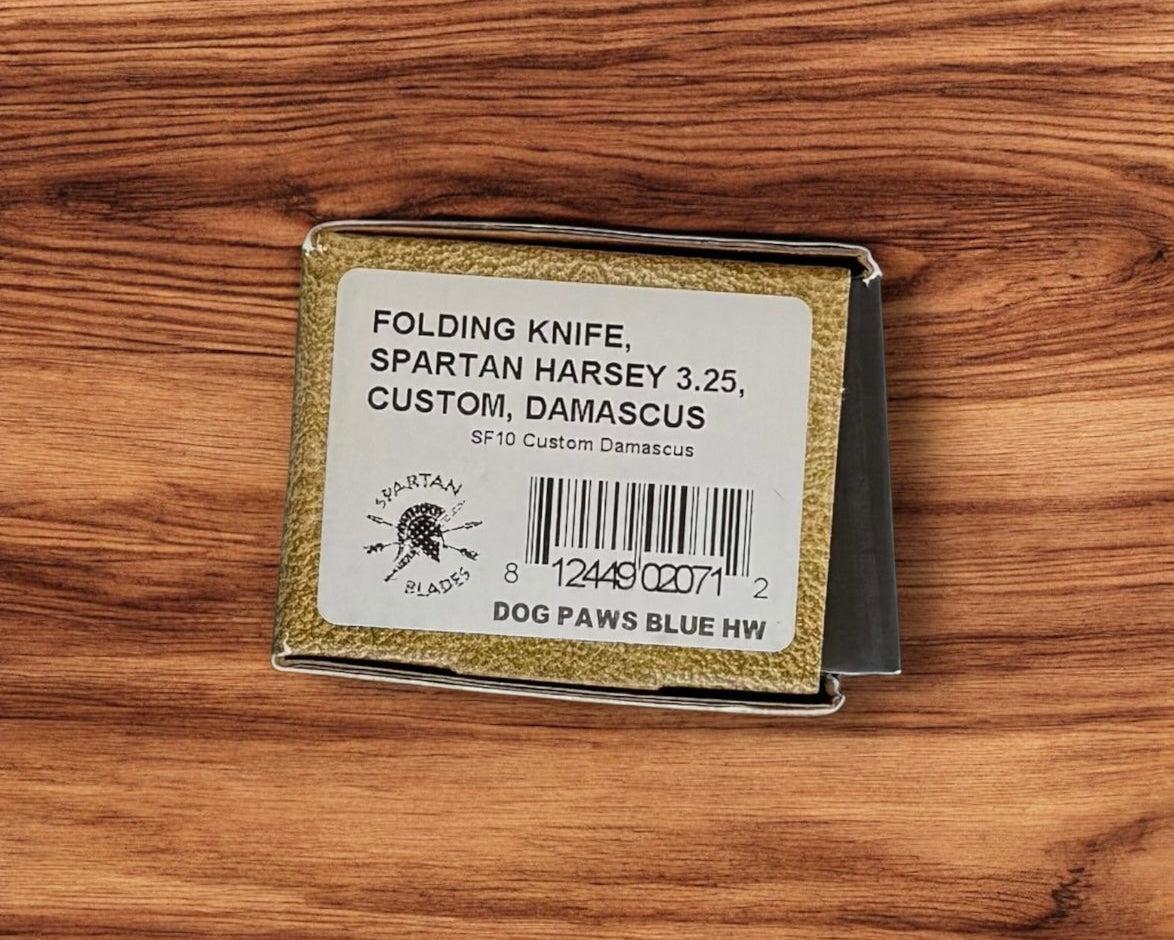 FOLDING KNIFE,
SPARTAN HARSEY 3.25,
CUSTOM, DAMASCUS
SF10 Custom Damascus
SPARTAN
BLADES
8 12449 02071 2
DOG PAWS BLUE HW